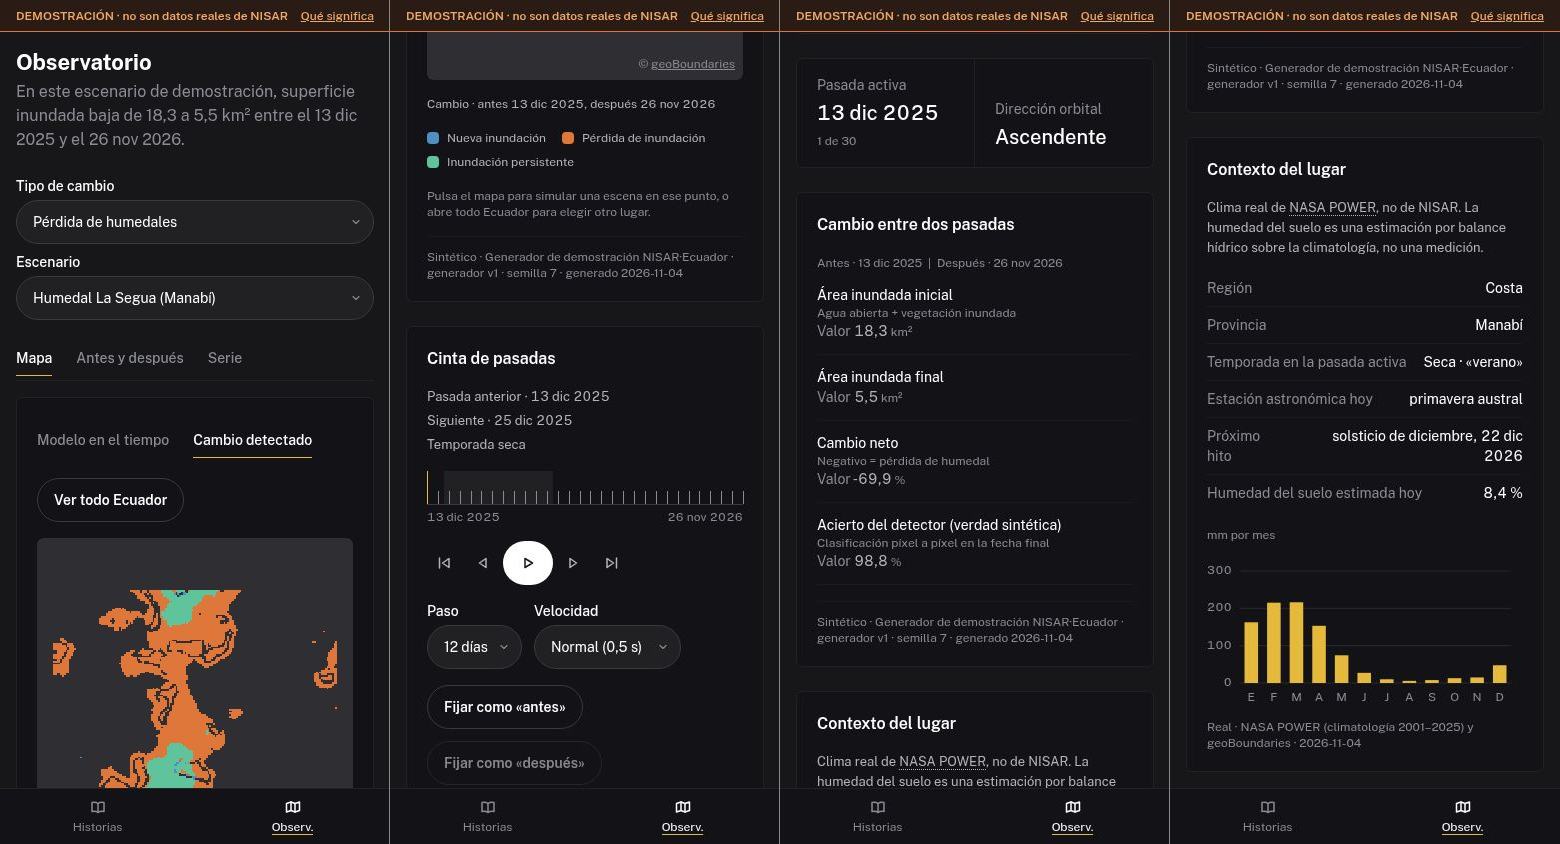 DEMOSTRACIÓN · no son datos reales de NISAR Qué significa
Observatorio
En este escenario de demostración, superficie
inundada baja de 18,3 a 5,5 km² entre el 13 dic
2025 y el 26 nov 2026.
Tipo de cambio
Pérdida de humedales
Escenario
Humedal La Segua (Manabí)
Mapa Antes y después Serie
Modelo en el tiempo Cambio detectado
Ver todo Ecuador
Historias Observ.
DEMOSTRACIÓN · no son datos reales de NISAR Qué significa
© geoBoundaries
Cambio · antes 13 dic 2025, después 26 nov 2026
Nueva inundación Pérdida de inundación
Inundación persistente
Pulsa el mapa para simular una escena en ese punto, o
abre todo Ecuador para elegir otro lugar.
Sintético · Generador de demostración NISAR·Ecuador ·
generador v1 · semilla 7 · generado 2026-11-04
Cinta de pasadas
Pasada anterior · 13 dic 2025
Siguiente · 25 dic 2025
Temporada seca
13 dic 2025 26 nov 2026
Paso Velocidad
12 días Normal (0,5 s)
Fijar como «antes»
Fijar como «después»
Historias Observ.
DEMOSTRACIÓN · no son datos reales de NISAR Qué significa
Pasada activa
13 dic 2025
1 de 30
Dirección orbital
Ascendente
Cambio entre dos pasadas
Antes · 13 dic 2025 | Después · 26 nov 2026
Área inundada inicial
Agua abierta + vegetación inundada
Valor 18,3 km²
Área inundada final
Valor 5,5 km²
Cambio neto
Negativo = pérdida de humedal
Valor -69,9 %
Acierto del detector (verdad sintética)
Clasificación píxel a píxel en la fecha final
Valor 98,8 %
Sintético · Generador de demostración NISAR·Ecuador ·
generador v1 · semilla 7 · generado 2026-11-04
Contexto del lugar
Clima real de NASA POWER, no de NISAR. La
humedad del suelo es una estimación por balance
Historias Observ.
DEMOSTRACIÓN · no son datos reales de NISAR Qué significa
Sintético · Generador de demostración NISAR·Ecuador ·
generador v1 · semilla 7 · generado 2026-11-04
Contexto del lugar
Clima real de NASA POWER, no de NISAR. La
humedad del suelo es una estimación por balance
hídrico sobre la climatología, no una medición.
Región Costa
Provincia Manabí
Temporada en la pasada activa Seca · «verano»
Estación astronómica hoy primavera austral
Próximo hito solsticio de diciembre, 22 dic
2026
Humedad del suelo estimada hoy 8,4 %
mm por mes
300
200
100
0
E F M A M J J A S O N D
Real · NASA POWER (climatología 2001–2025) y
geoBoundaries · 2026-11-04
Historias Observ.